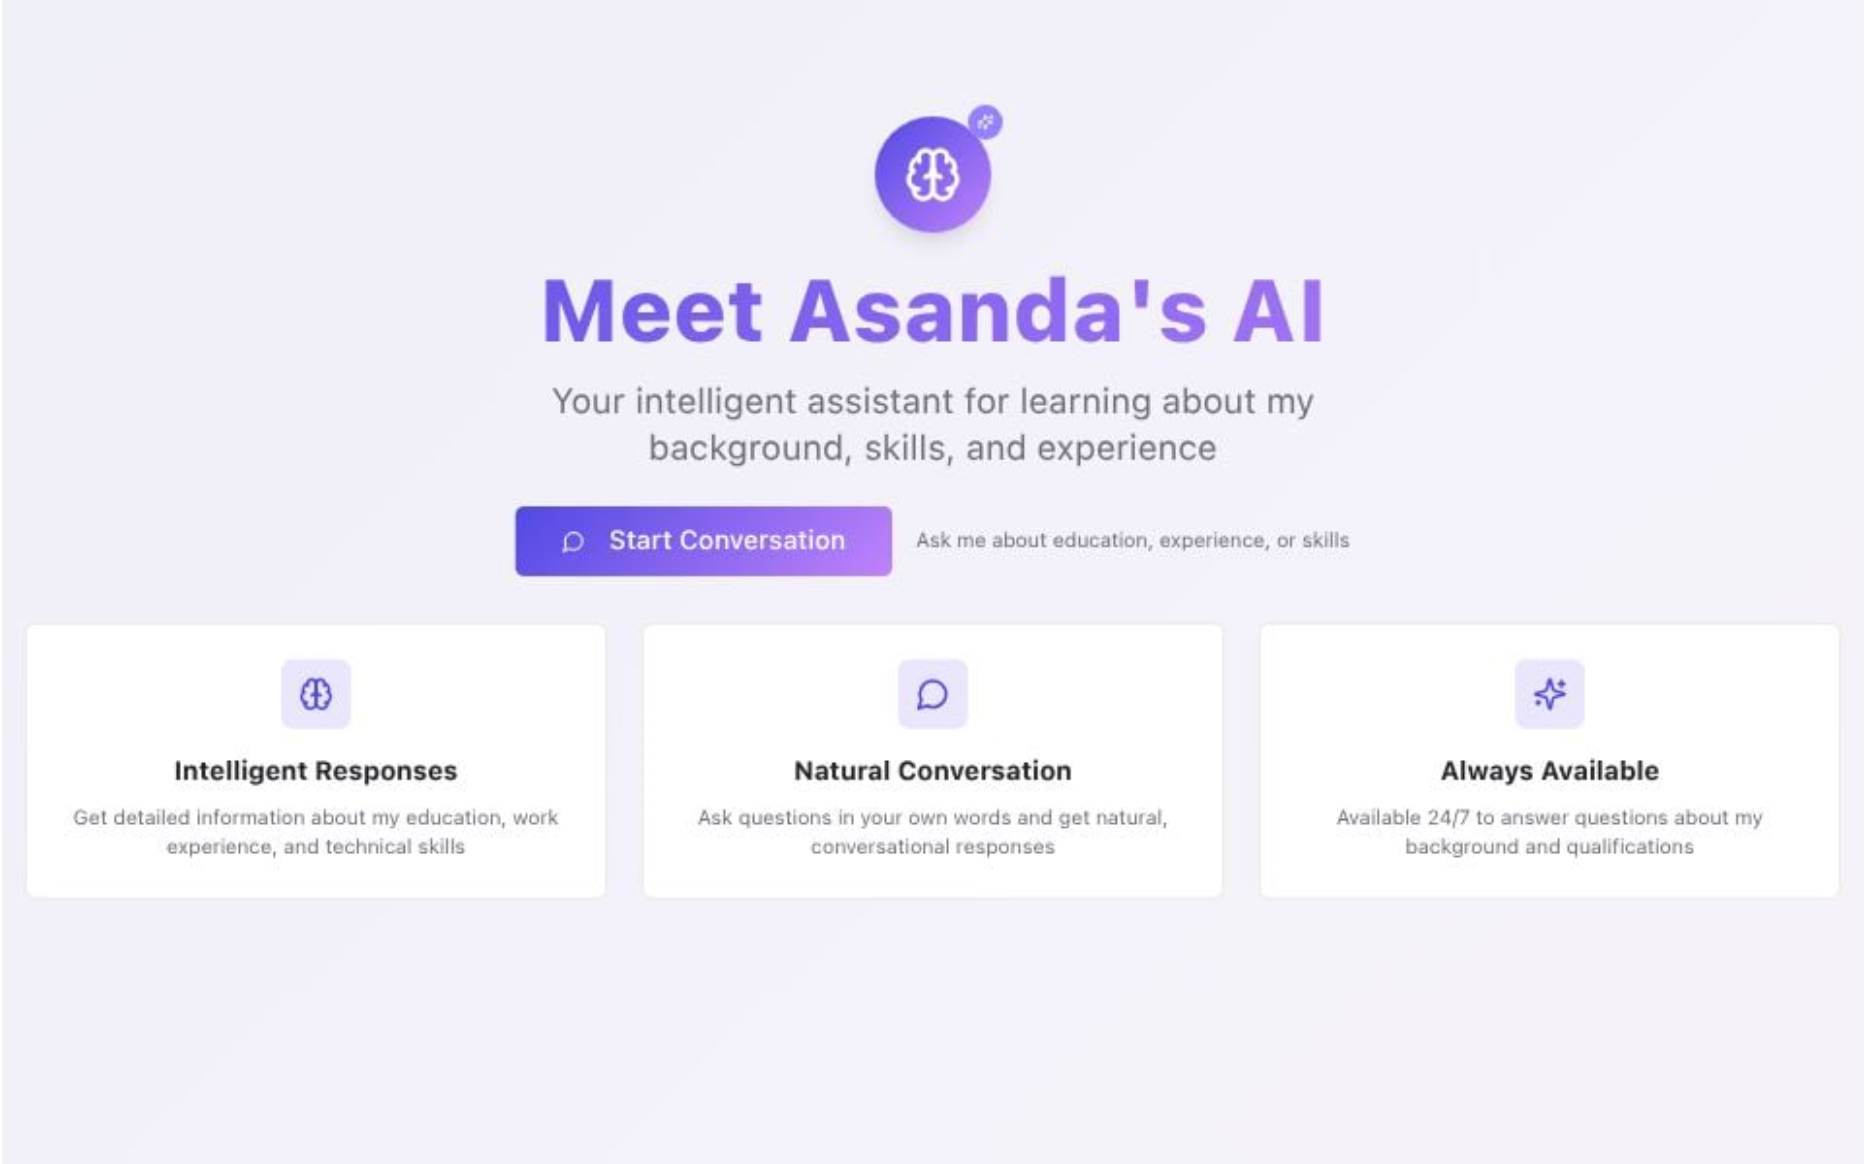 Meet Asanda's AI
Your intelligent assistant for learning about my
background, skills, and experience
Start Conversation
Ask me about education, experience, or skills
Intelligent Responses
Get detailed information about my education, work
experience, and technical skills
Natural Conversation
Ask questions in your own words and get natural,
conversational responses
Always Available
Available 24/7 to answer questions about my
background and qualifications